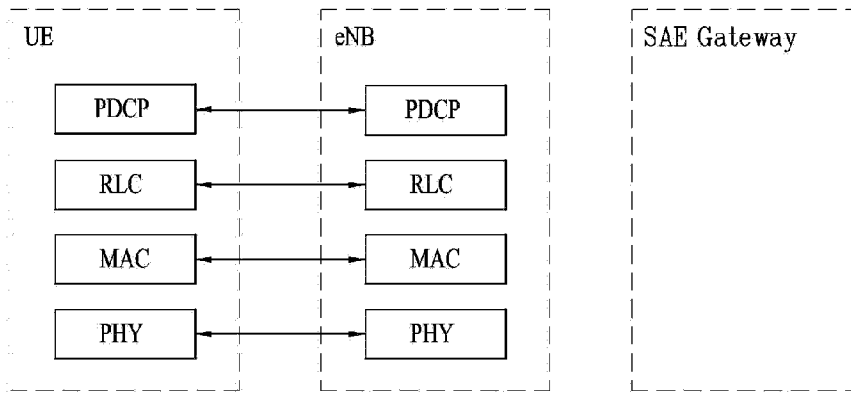 UE
eNB
SAE Gateway
PDCP
PDCP
RLC
RLC
MAC
MAC
PHY
PHY